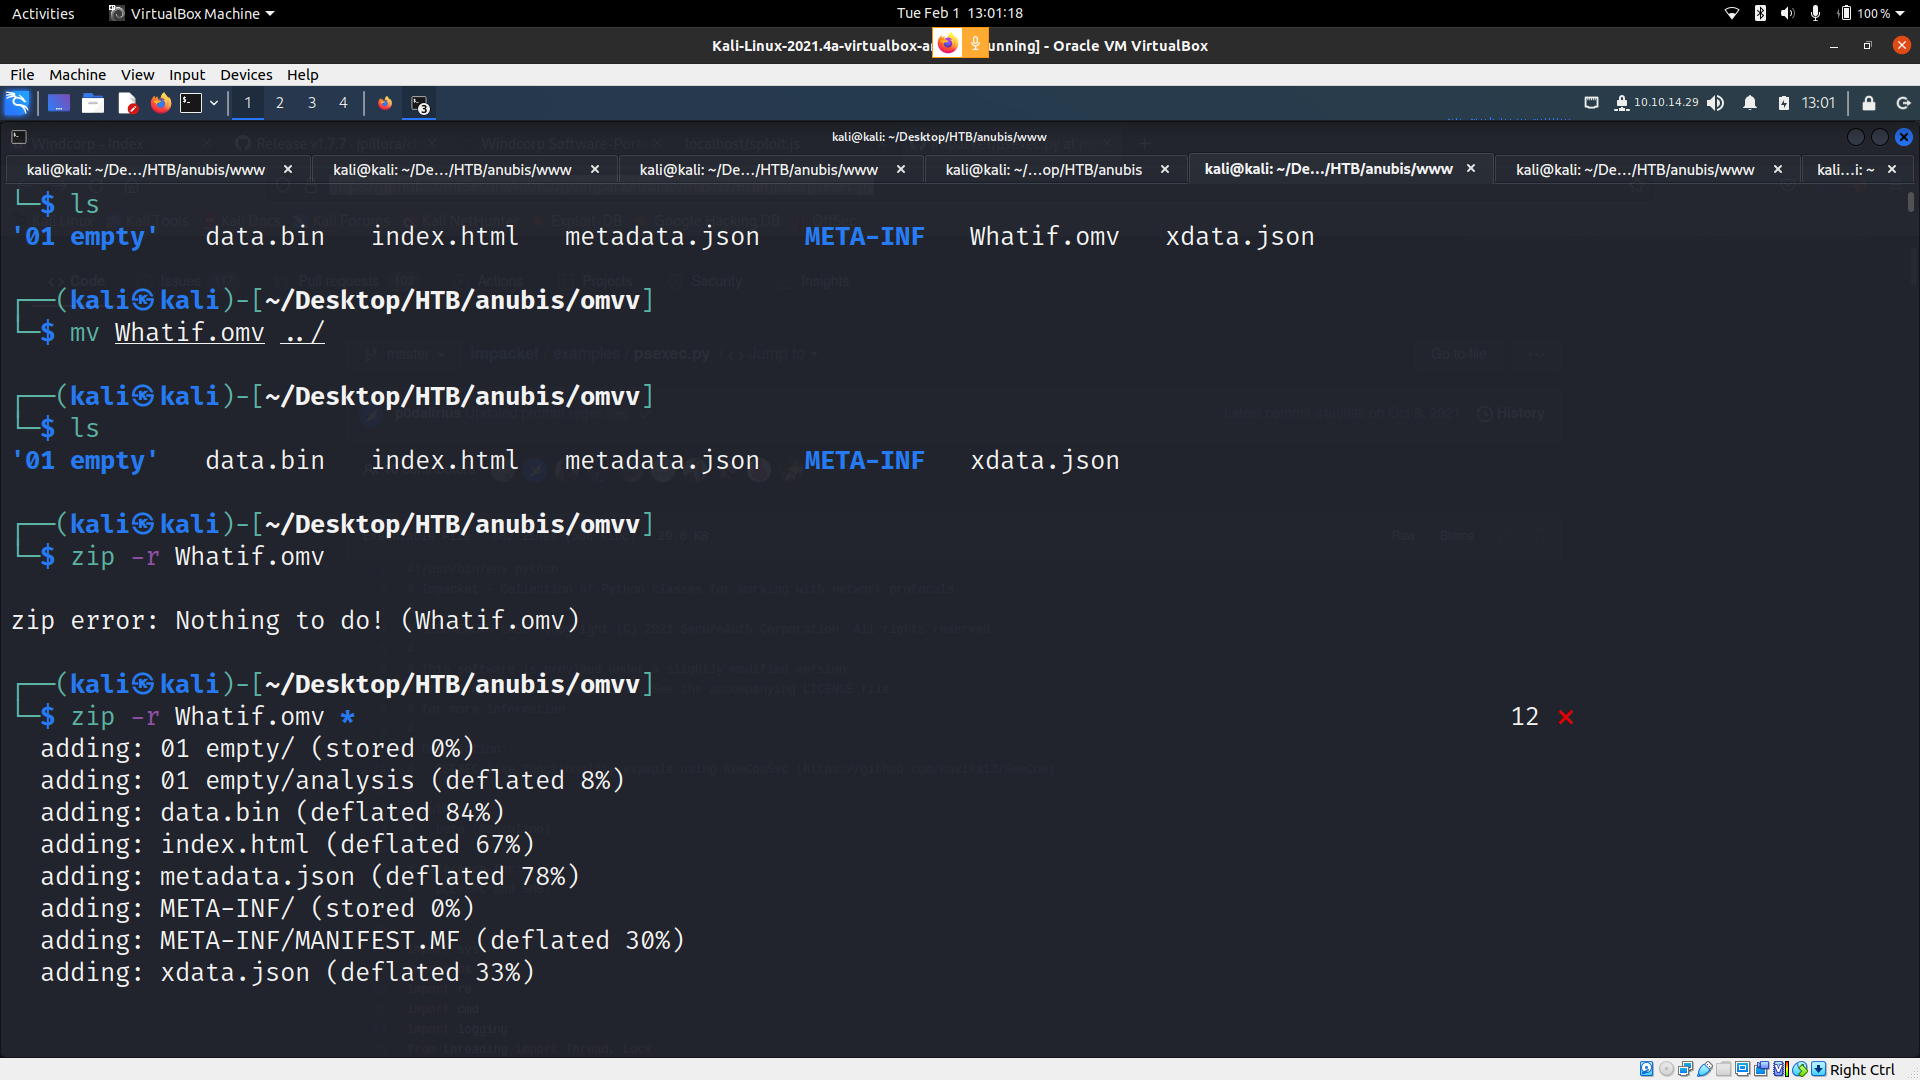 Activities VirtualBox Machine Tue Feb 1 13:01:18 100 %
Kali-Linux-2021.4a-virtualbox-a unning] - Oracle VM VirtualBox
File Machine View Input Devices Help
1 2 3 4 3 10.10.14.29 13:01
kali@kali: ~/Desktop/HTB/anubis/www
kali@kali: ~/De.../HTB/anubis/www kali@kali: ~/De.../HTB/anubis/www kali@kali: ~/De.../HTB/anubis/www kali@kali: ~/...op/HTB/anubis kali@kali: ~/De.../HTB/anubis/www kali@kali: ~/De.../HTB/anubis/www kali...i: ~
└─$ ls
'01 empty' data.bin index.html metadata.json META-INF Whatif.omv xdata.json
┌──(kali㉿kali)-[~/Desktop/HTB/anubis/omvv]
└─$ mv Whatif.omv ../
┌──(kali㉿kali)-[~/Desktop/HTB/anubis/omvv]
└─$ ls
'01 empty' data.bin index.html metadata.json META-INF xdata.json
┌──(kali㉿kali)-[~/Desktop/HTB/anubis/omvv]
└─$ zip -r Whatif.omv
zip error: Nothing to do! (Whatif.omv)
┌──(kali㉿kali)-[~/Desktop/HTB/anubis/omvv]
└─$ zip -r Whatif.omv * 12 ⨯
adding: 01 empty/ (stored 0%)
adding: 01 empty/analysis (deflated 8%)
adding: data.bin (deflated 84%)
adding: index.html (deflated 67%)
adding: metadata.json (deflated 78%)
adding: META-INF/ (stored 0%)
adding: META-INF/MANIFEST.MF (deflated 30%)
adding: xdata.json (deflated 33%)
Right Ctrl